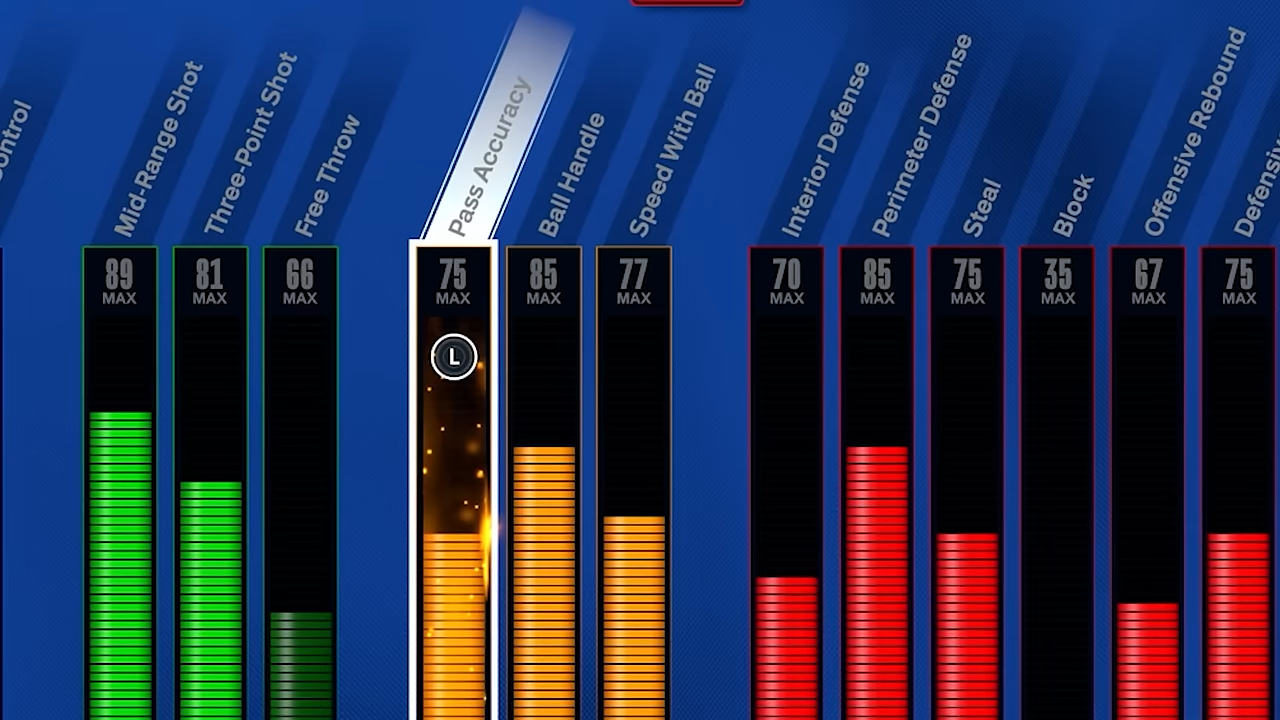 ontrol
Mid-Range Shot
Three-Point Shot
Free Throw
Pass Accuracy
Ball Handle
Speed With Ball
Interior Defense
Perimeter Defense
Steal
Block
Offensive Rebound
Defensiv
89
MAX
81
MAX
66
MAX
75
MAX
85
MAX
77
MAX
70
MAX
85
MAX
75
MAX
35
MAX
67
MAX
75
MAX
L